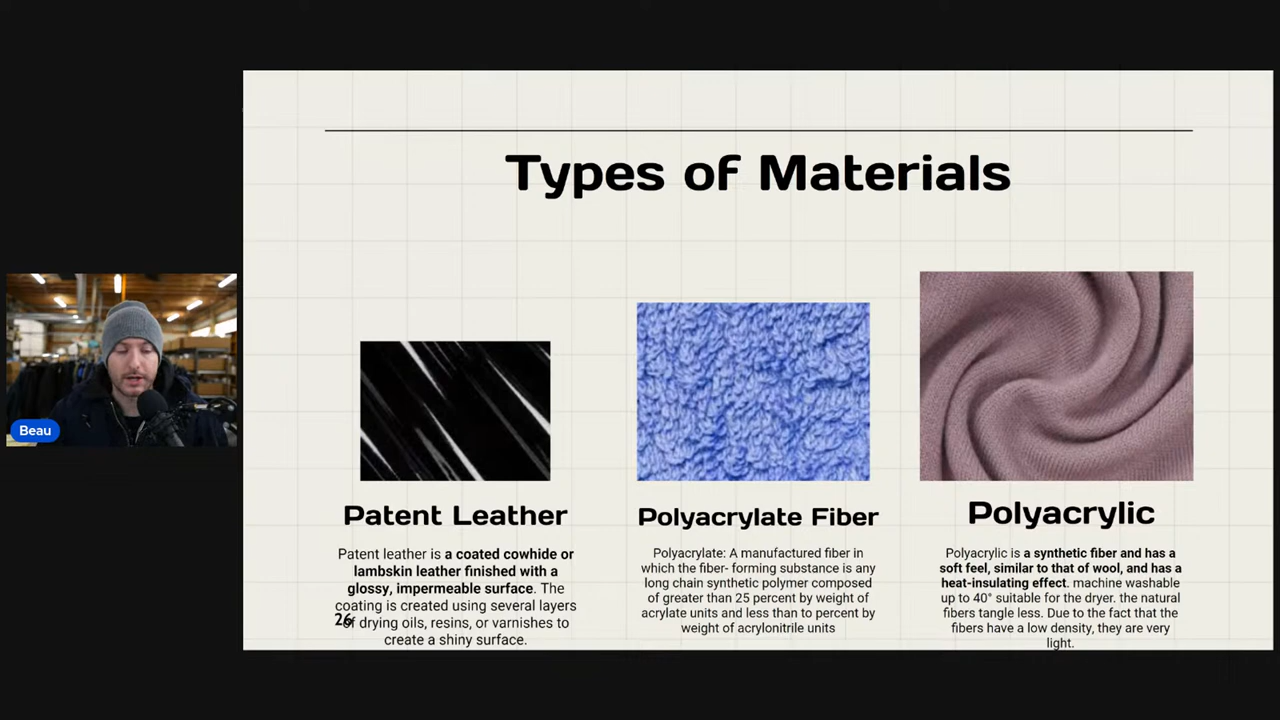 Types of Materials
Beau
Patent Leather
Patent leather is a coated cowhide or
lambskin leather finished with a
glossy, impermeable surface. The
coating is created using several layers
of drying oils, resins, or varnishes to
create a shiny surface.
26
Polyacrylate Fiber
Polyacrylate: A manufactured fiber in
which the fiber- forming substance is any
long chain synthetic polymer composed
of greater than 25 percent by weight of
acrylate units and less than to percent by
weight of acrylonitrile units
Polyacrylic
Polyacrylic is a synthetic fiber and has a
soft feel, similar to that of wool, and has a
heat-insulating effect. machine washable
up to 40° suitable for the dryer. the natural
fibers tangle less. Due to the fact that the
fibers have a low density, they are very
light.